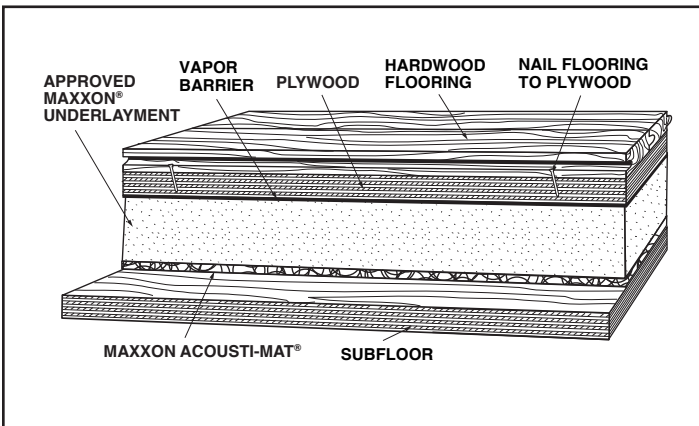 APPROVED
MAXXON®
UNDERLAYMENT
VAPOR
BARRIER
PLYWOOD
HARDWOOD
FLOORING
NAIL FLOORING
TO PLYWOOD
MAXXON ACOUSTI-MAT®
SUBFLOOR